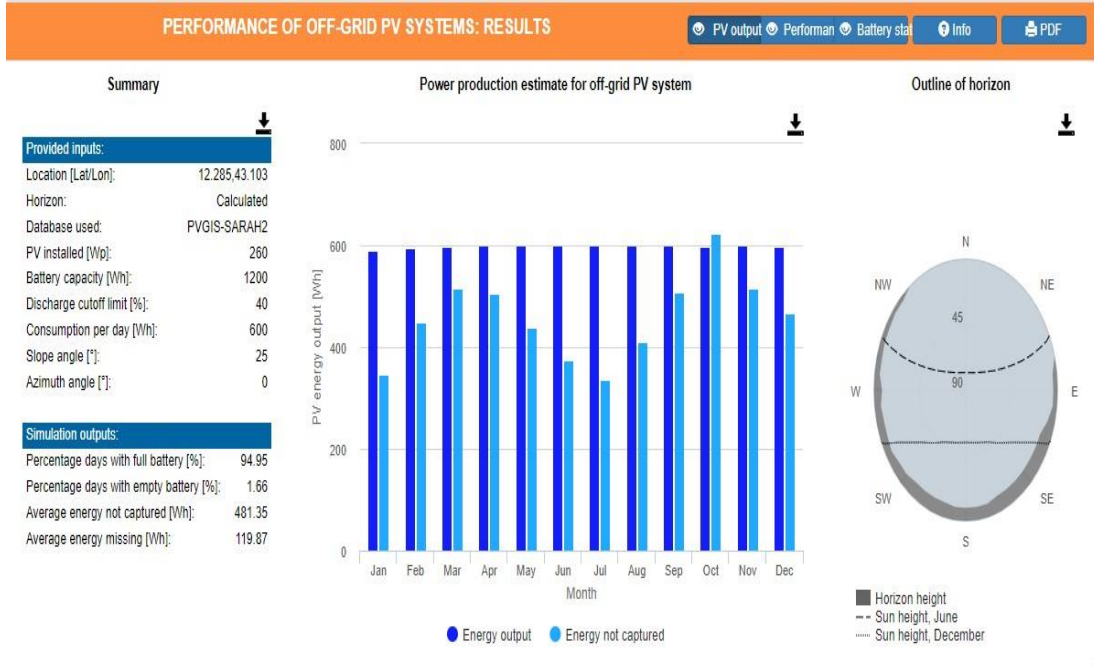 PERFORMANCE OF OFF-GRID PV SYSTEMS: RESULTS
PV output
Performan
Battery stat
Info
PDF
Summary
Provided inputs:
Location [Lat/Lon]: 12.285,43.103
Horizon: Calculated
Database used: PVGIS-SARAH2
PV installed [Wp]: 260
Battery capacity [Wh]: 1200
Discharge cutoff limit [%]: 40
Consumption per day [Wh]: 600
Slope angle [°]: 25
Azimuth angle [°]: 0
Simulation outputs:
Percentage days with full battery [%]: 94.95
Percentage days with empty battery [%]: 1.66
Average energy not captured [Wh]: 481.35
Average energy missing [Wh]: 119.87
Power production estimate for off-grid PV system
800
600
400
200
0
PV energy output [Wh]
Jan Feb Mar Apr May Jun Jul Aug Sep Oct Nov Dec
Month
Energy output Energy not captured
Outline of horizon
N
NW NE
45
90
W E
SW SE
S
Horizon height
Sun height, June
Sun height, December